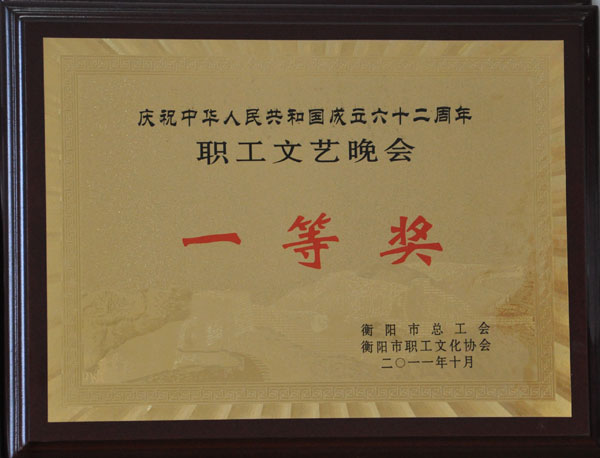 庆祝中华人民共和国成立六十二周年
职工文艺晚会
一等奖
衡阳市总工会
衡阳市职工文化协会
二〇一一年十月